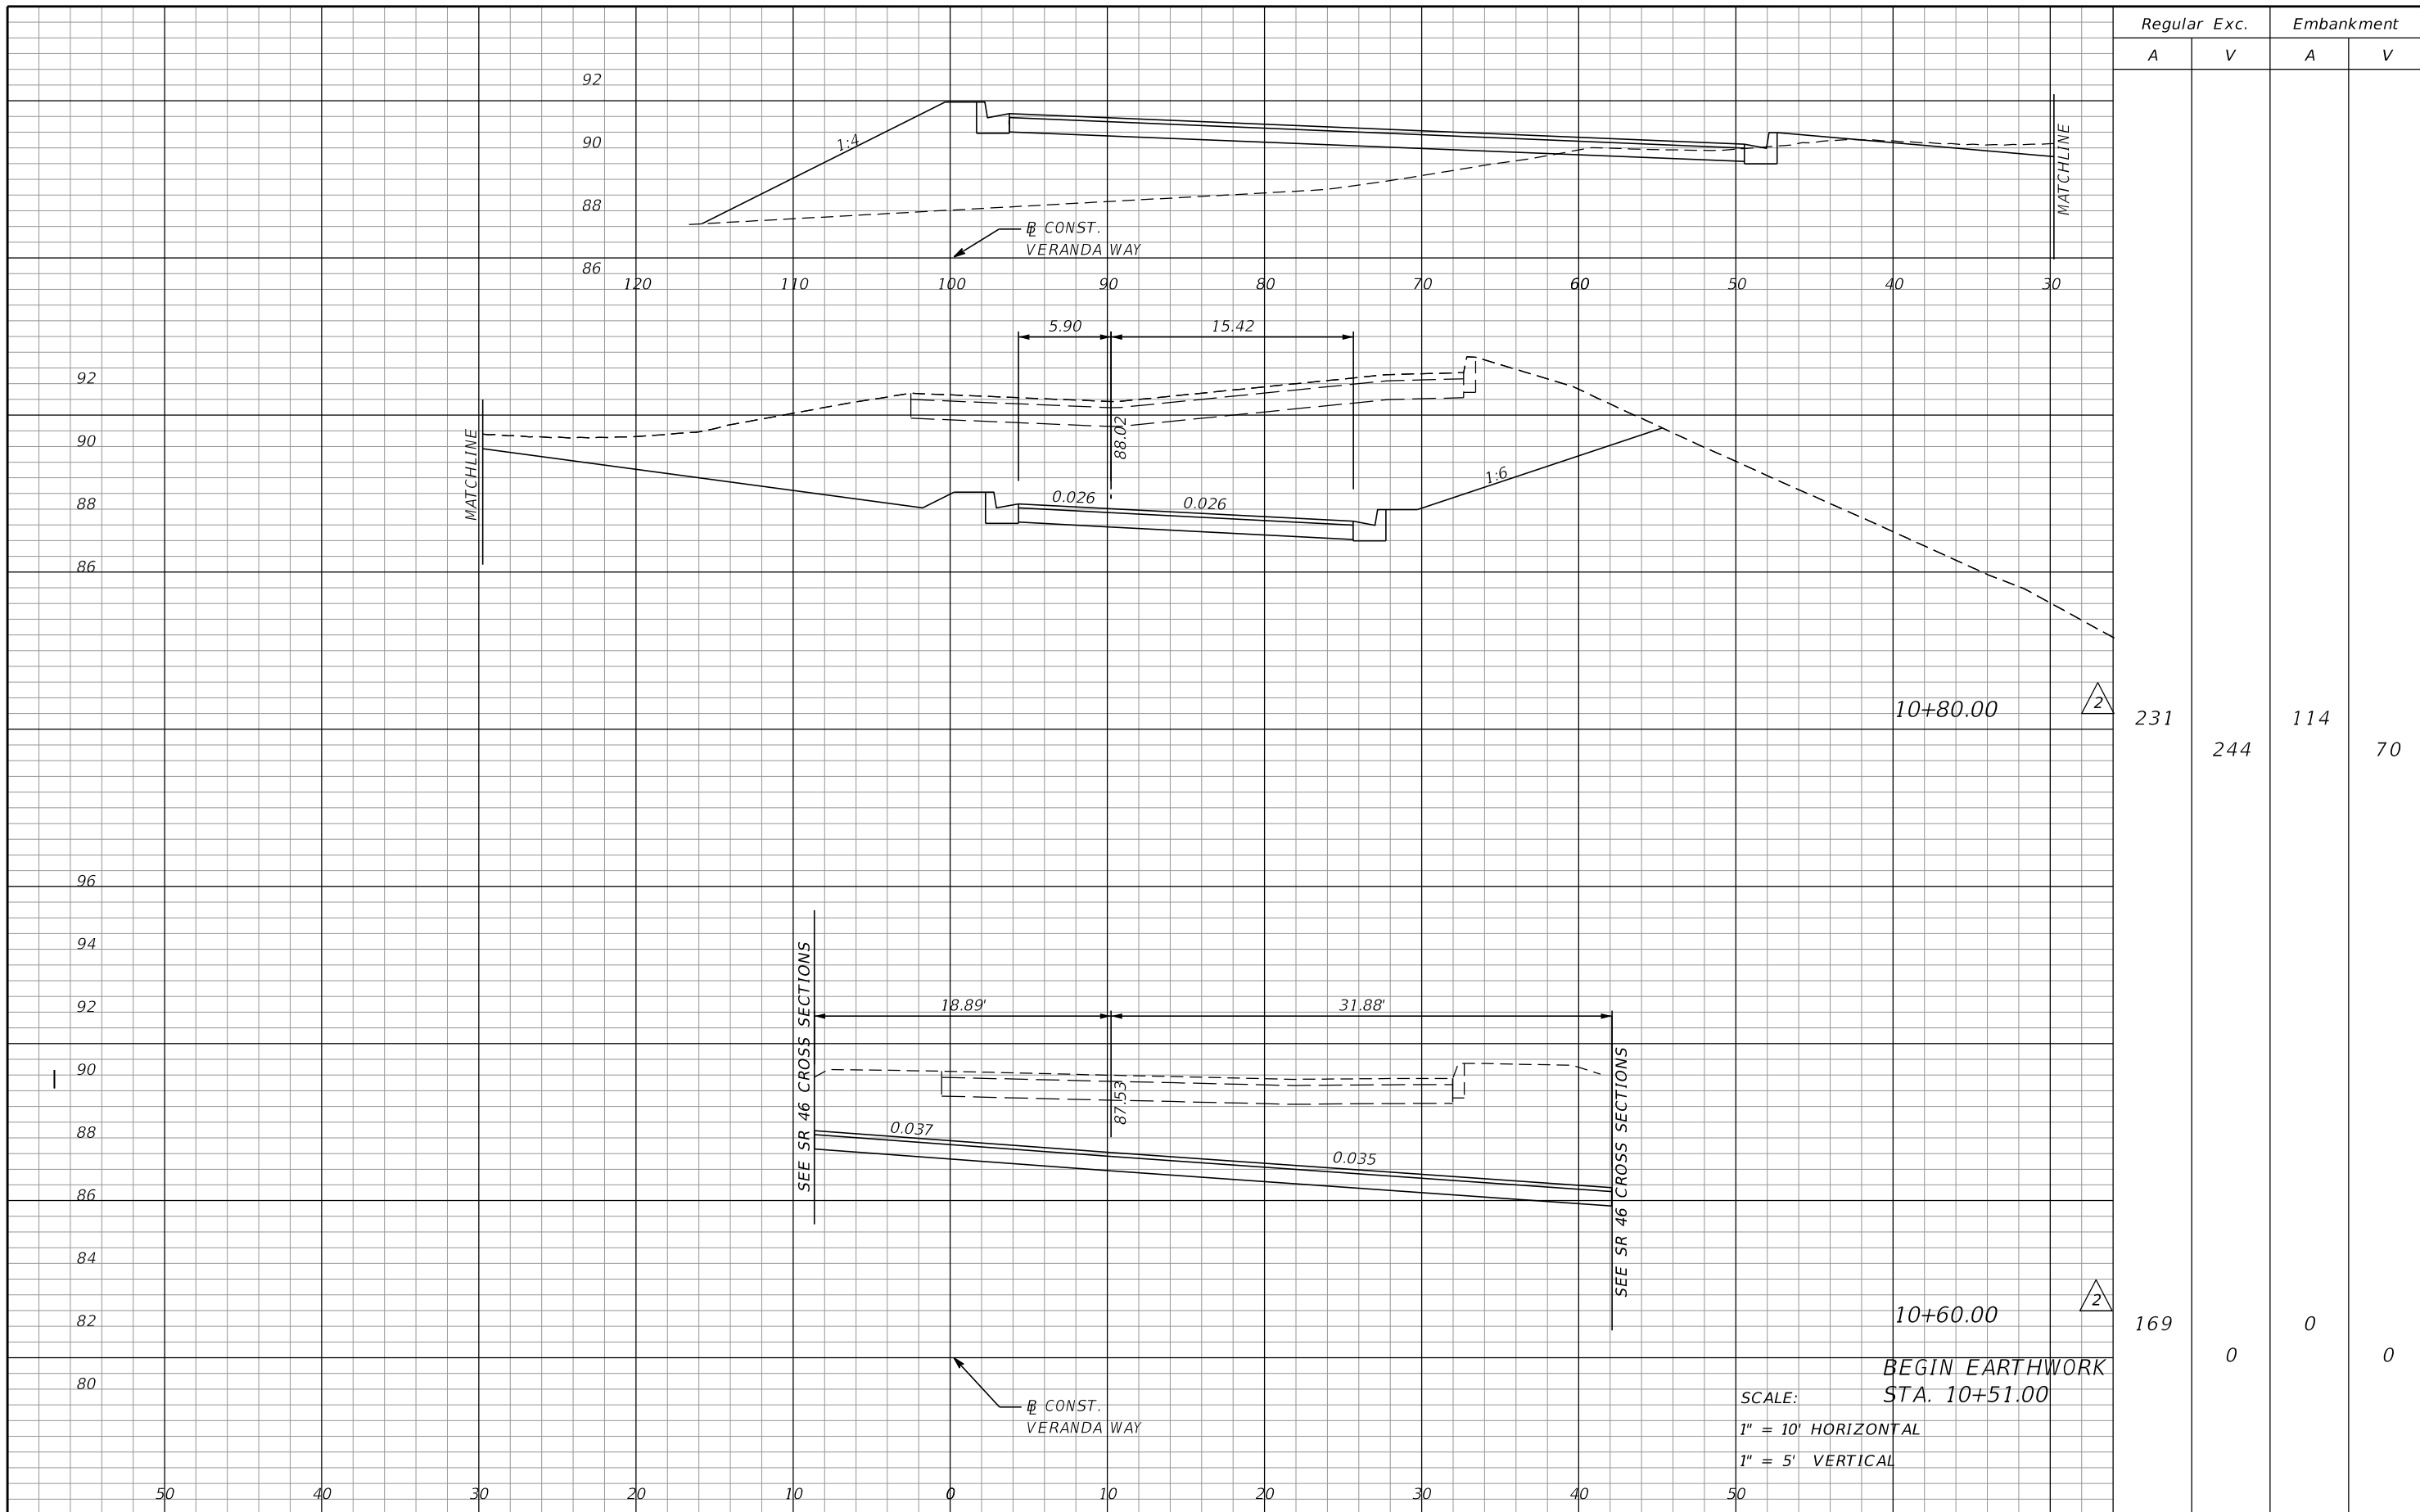 Regular Exc. Embankment
A V A V
92
90
88
86
1:4
MATCHLINE
℄ CONST.
VERANDA WAY
120 110 100 90 80 70 60 50 40 30
5.90 15.42
92
90
88
86
MATCHLINE
88.02
0.026 0.026
1:6
10+80.00 2 231 114
244 70
96
94
92
90
88
86
84
82
80
SEE SR 46 CROSS SECTIONS
18.89' 31.88'
87.53
0.037
0.035
SEE SR 46 CROSS SECTIONS
10+60.00 2 169 0
0 0
BEGIN EARTHWORK
STA. 10+51.00
℄ CONST.
VERANDA WAY
SCALE:
1" = 10' HORIZONTAL
1" = 5' VERTICAL
50 40 30 20 10 0 10 20 30 40 50